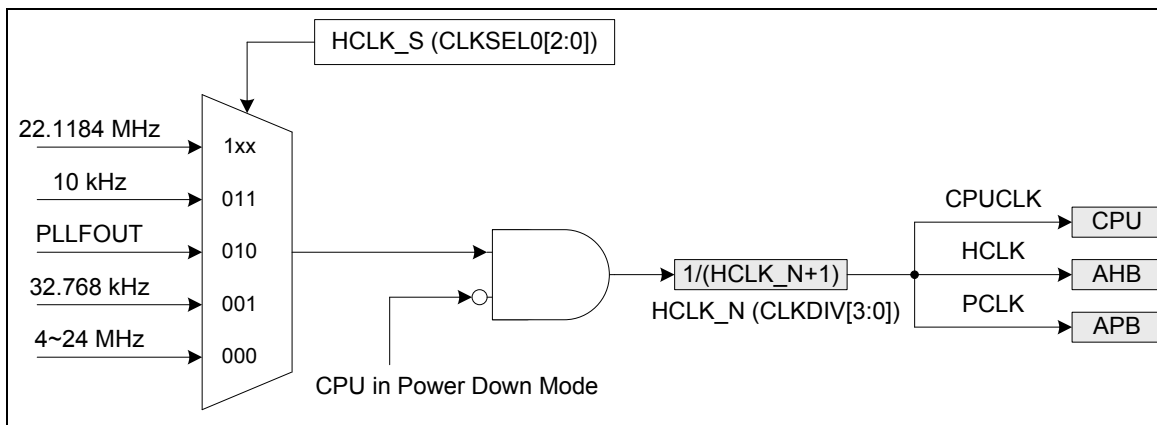 HCLK_S (CLKSEL0[2:0])
22.1184 MHz
1xx
10 kHz
011
PLLFOUT
010
32.768 kHz
001
4~24 MHz
000
CPU in Power Down Mode
1/(HCLK_N+1)
HCLK_N (CLKDIV[3:0])
CPUCLK
CPU
HCLK
AHB
PCLK
APB